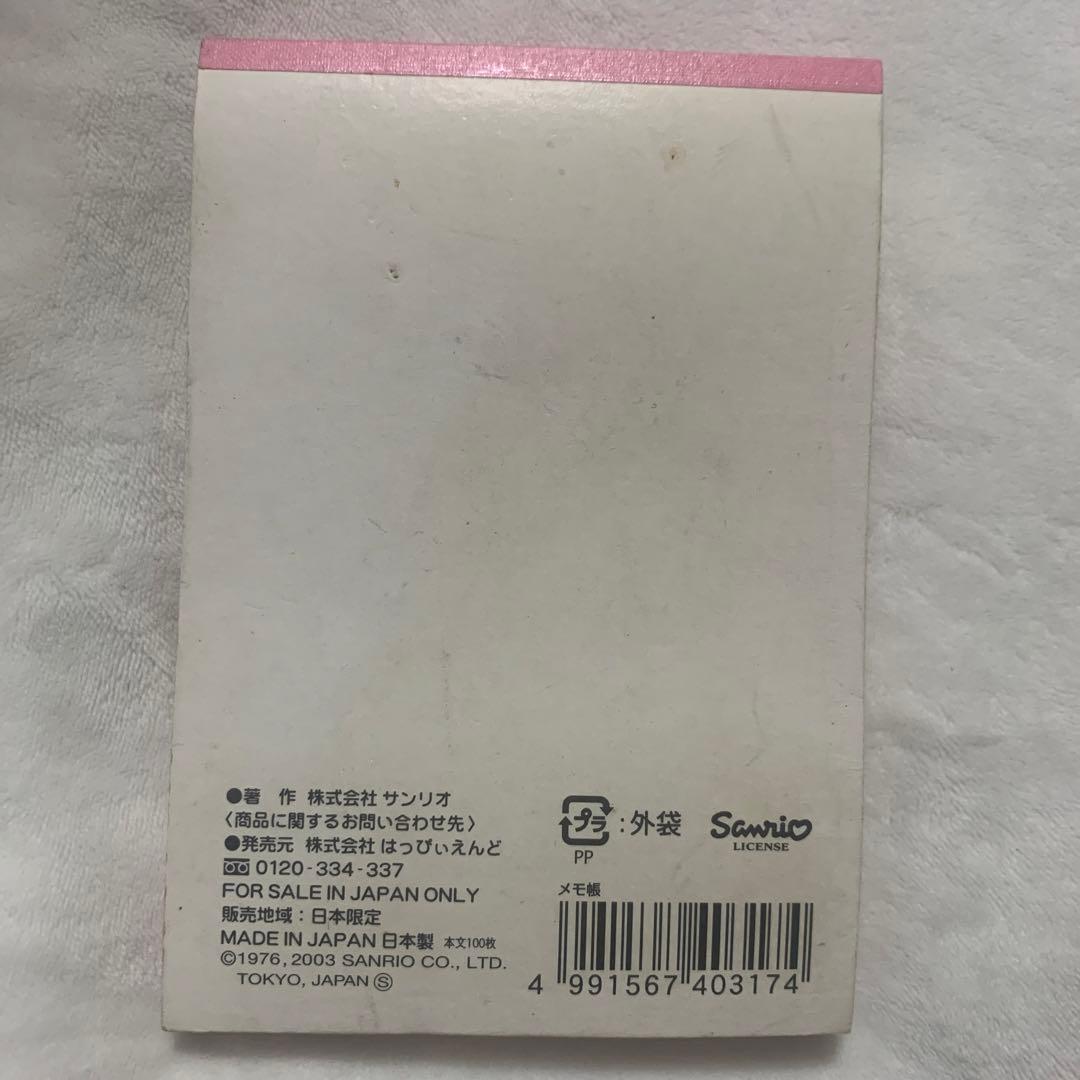 ●著　作 株式会社 サンリオ
〈商品に関するお問い合わせ先〉
●発売元 株式会社 はっぴぃえんど
0120-334-337
FOR SALE IN JAPAN ONLY
販売地域：日本限定
MADE IN JAPAN 日本製 本文100枚
©1976, 2003 SANRIO CO., LTD.
TOKYO, JAPAN Ⓢ
プラ：外袋
PP
Sanrio
LICENSE
メモ帳
4 991567 403174